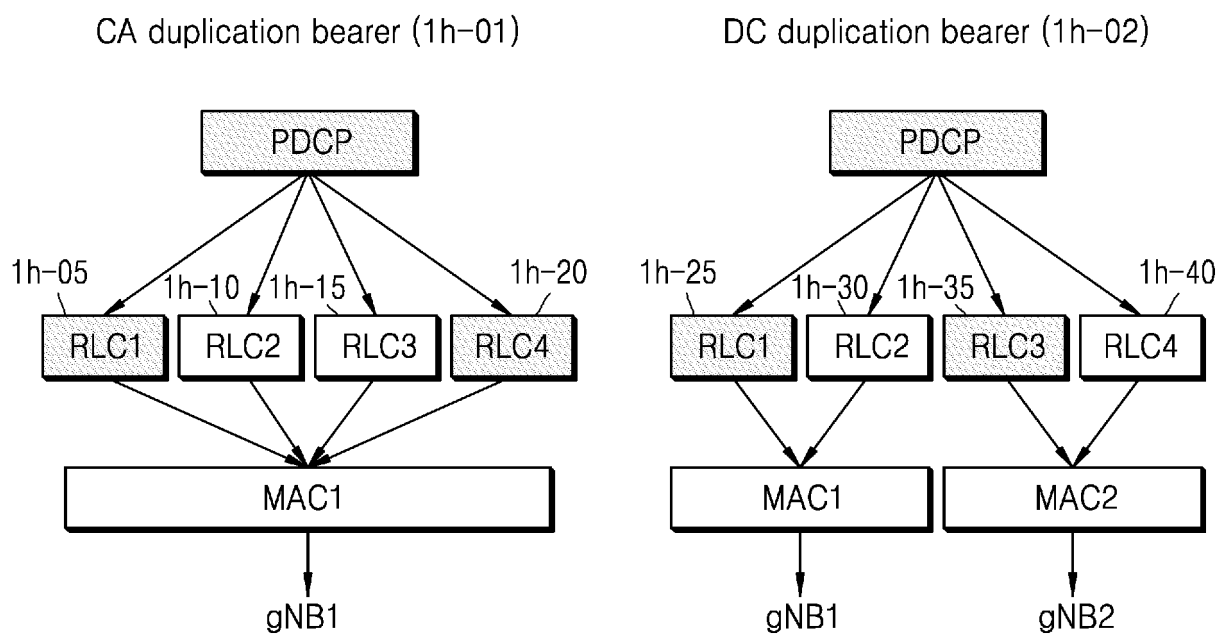 CA duplication bearer (1h-01)
DC duplication bearer (1h-02)
PDCP
PDCP
1h-05
1h-10
1h-15
1h-20
1h-25
1h-30
1h-35
1h-40
RLC1
RLC2
RLC3
RLC4
RLC1
RLC2
RLC3
RLC4
MAC1
MAC1
MAC2
gNB1
gNB1
gNB2